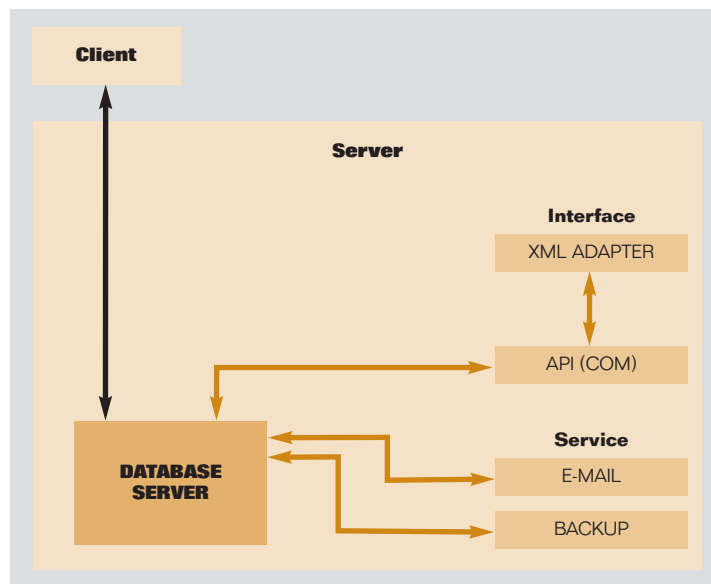 Client
Server
Interface
XML ADAPTER
API (COM)
DATABASE
SERVER
Service
E-MAIL
BACKUP